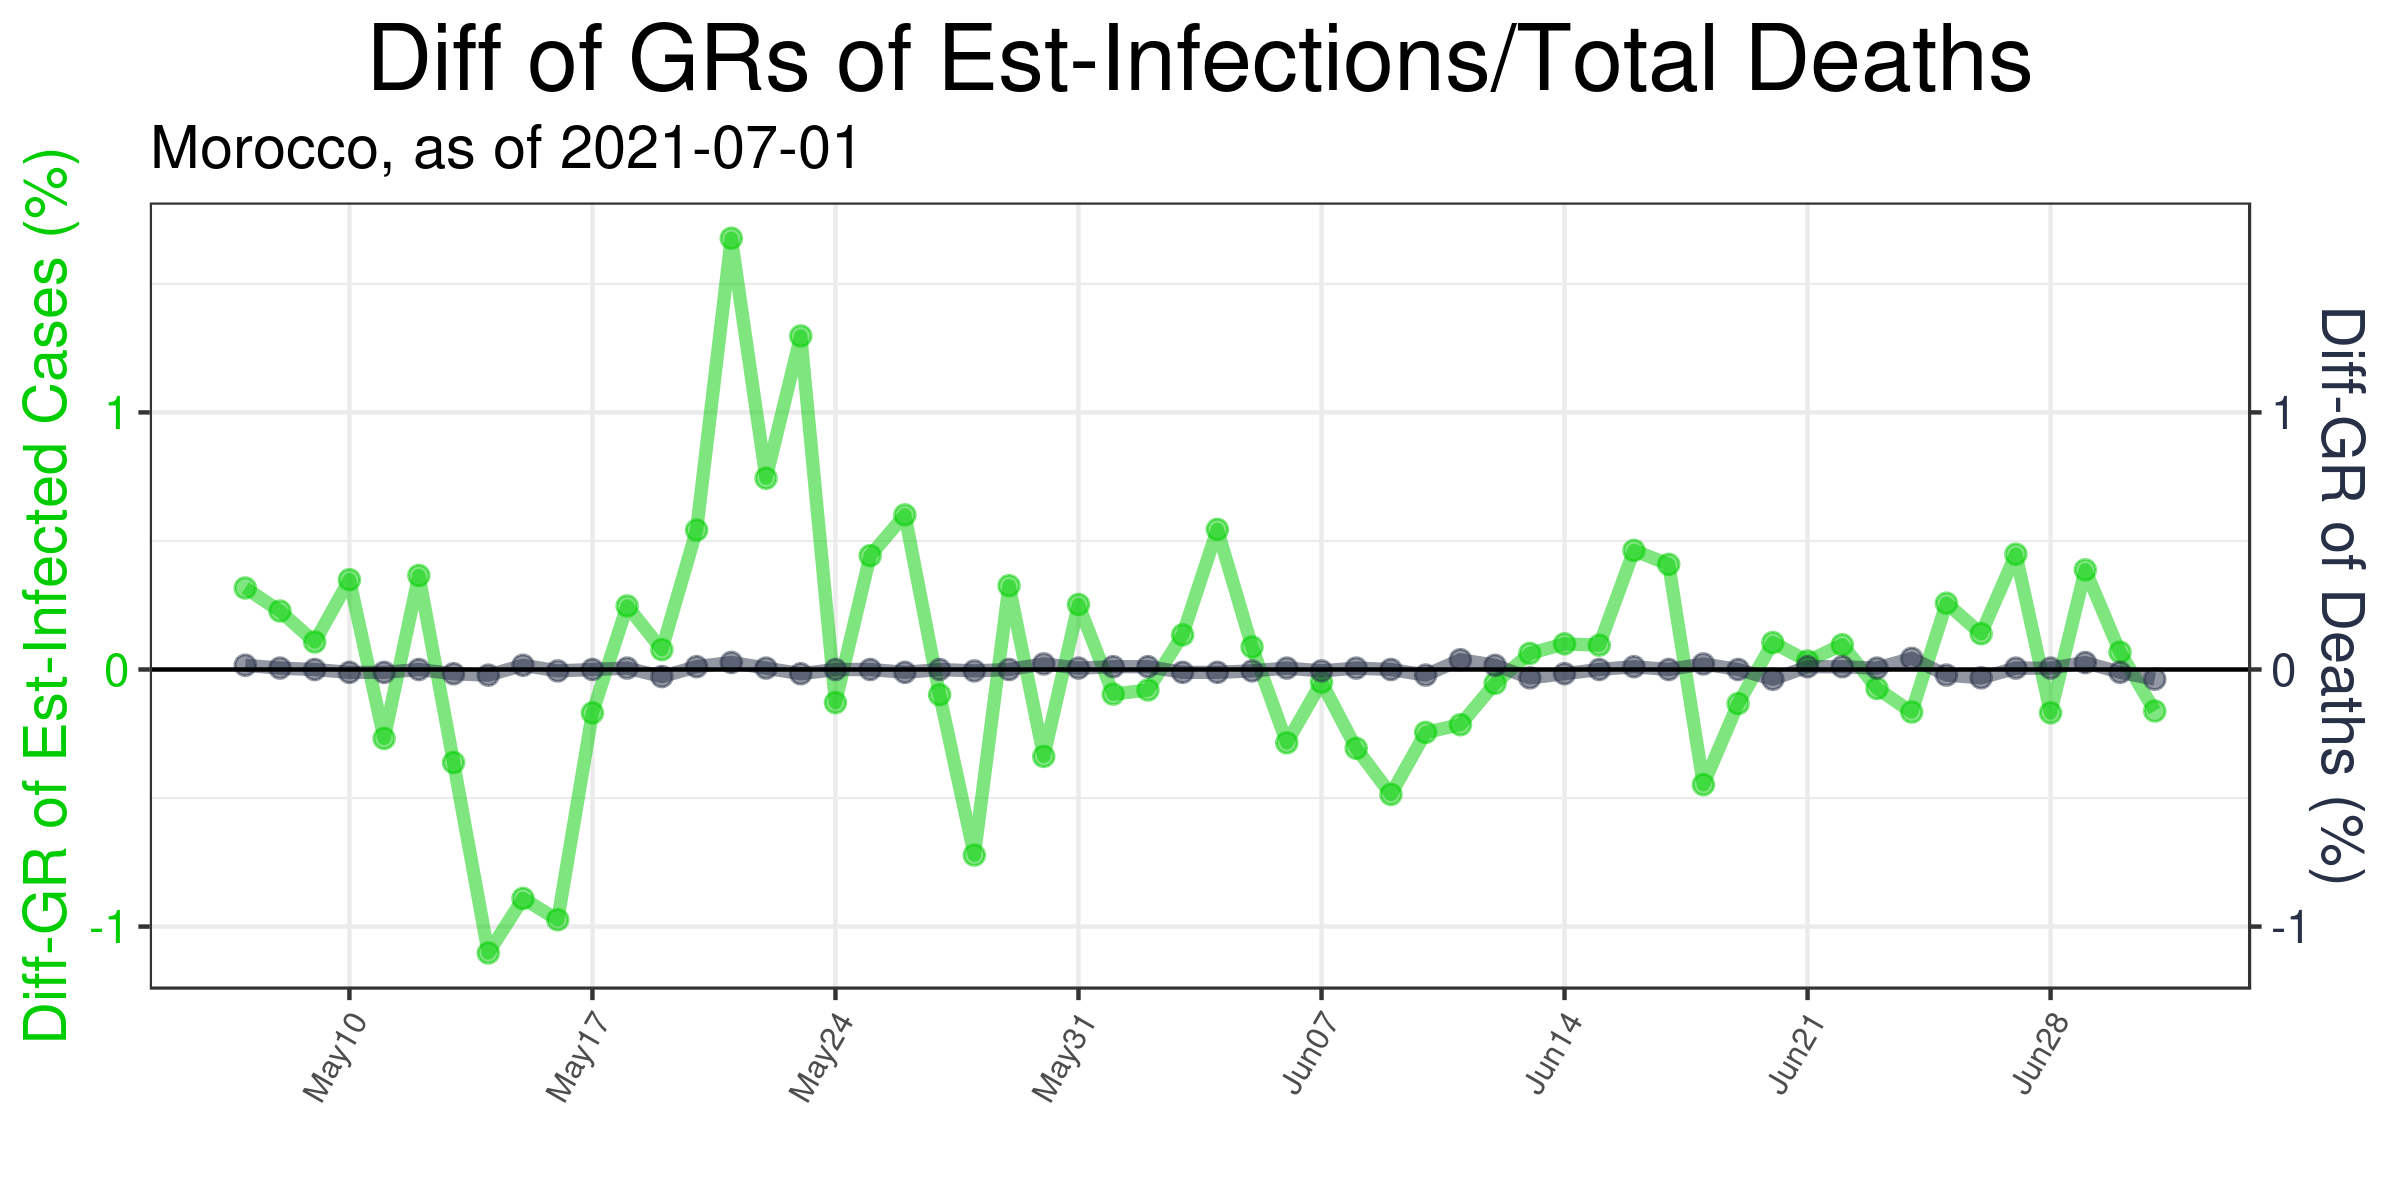 Diff of GRs of Est-Infections/Total Deaths
Morocco, as of 2021-07-01
Diff-GR of Est-Infected Cases (%)
1
0
-1
1
0
-1
Diff-GR of Deaths (%)
May10
May17
May24
May31
Jun07
Jun14
Jun21
Jun28